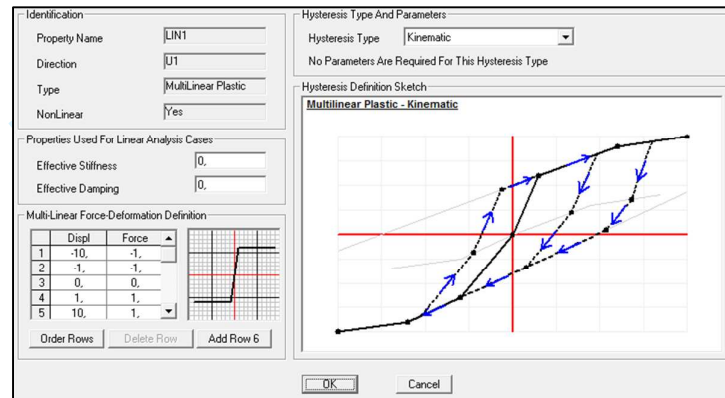 Identification
Property Name LIN1
Direction U1
Type MultiLinear Plastic
NonLinear Yes
Properties Used For Linear Analysis Cases
Effective Stiffness 0,
Effective Damping 0,
Multi-Linear Force-Deformation Definition
Displ Force
1 -10, -1,
2 -1, -1,
3 0, 0,
4 1, 1,
5 10, 1,
Order Rows Delete Row Add Row 6
Hysteresis Type And Parameters
Hysteresis Type Kinematic
No Parameters Are Required For This Hysteresis Type
Hysteresis Definition Sketch
Multilinear Plastic - Kinematic
OK Cancel